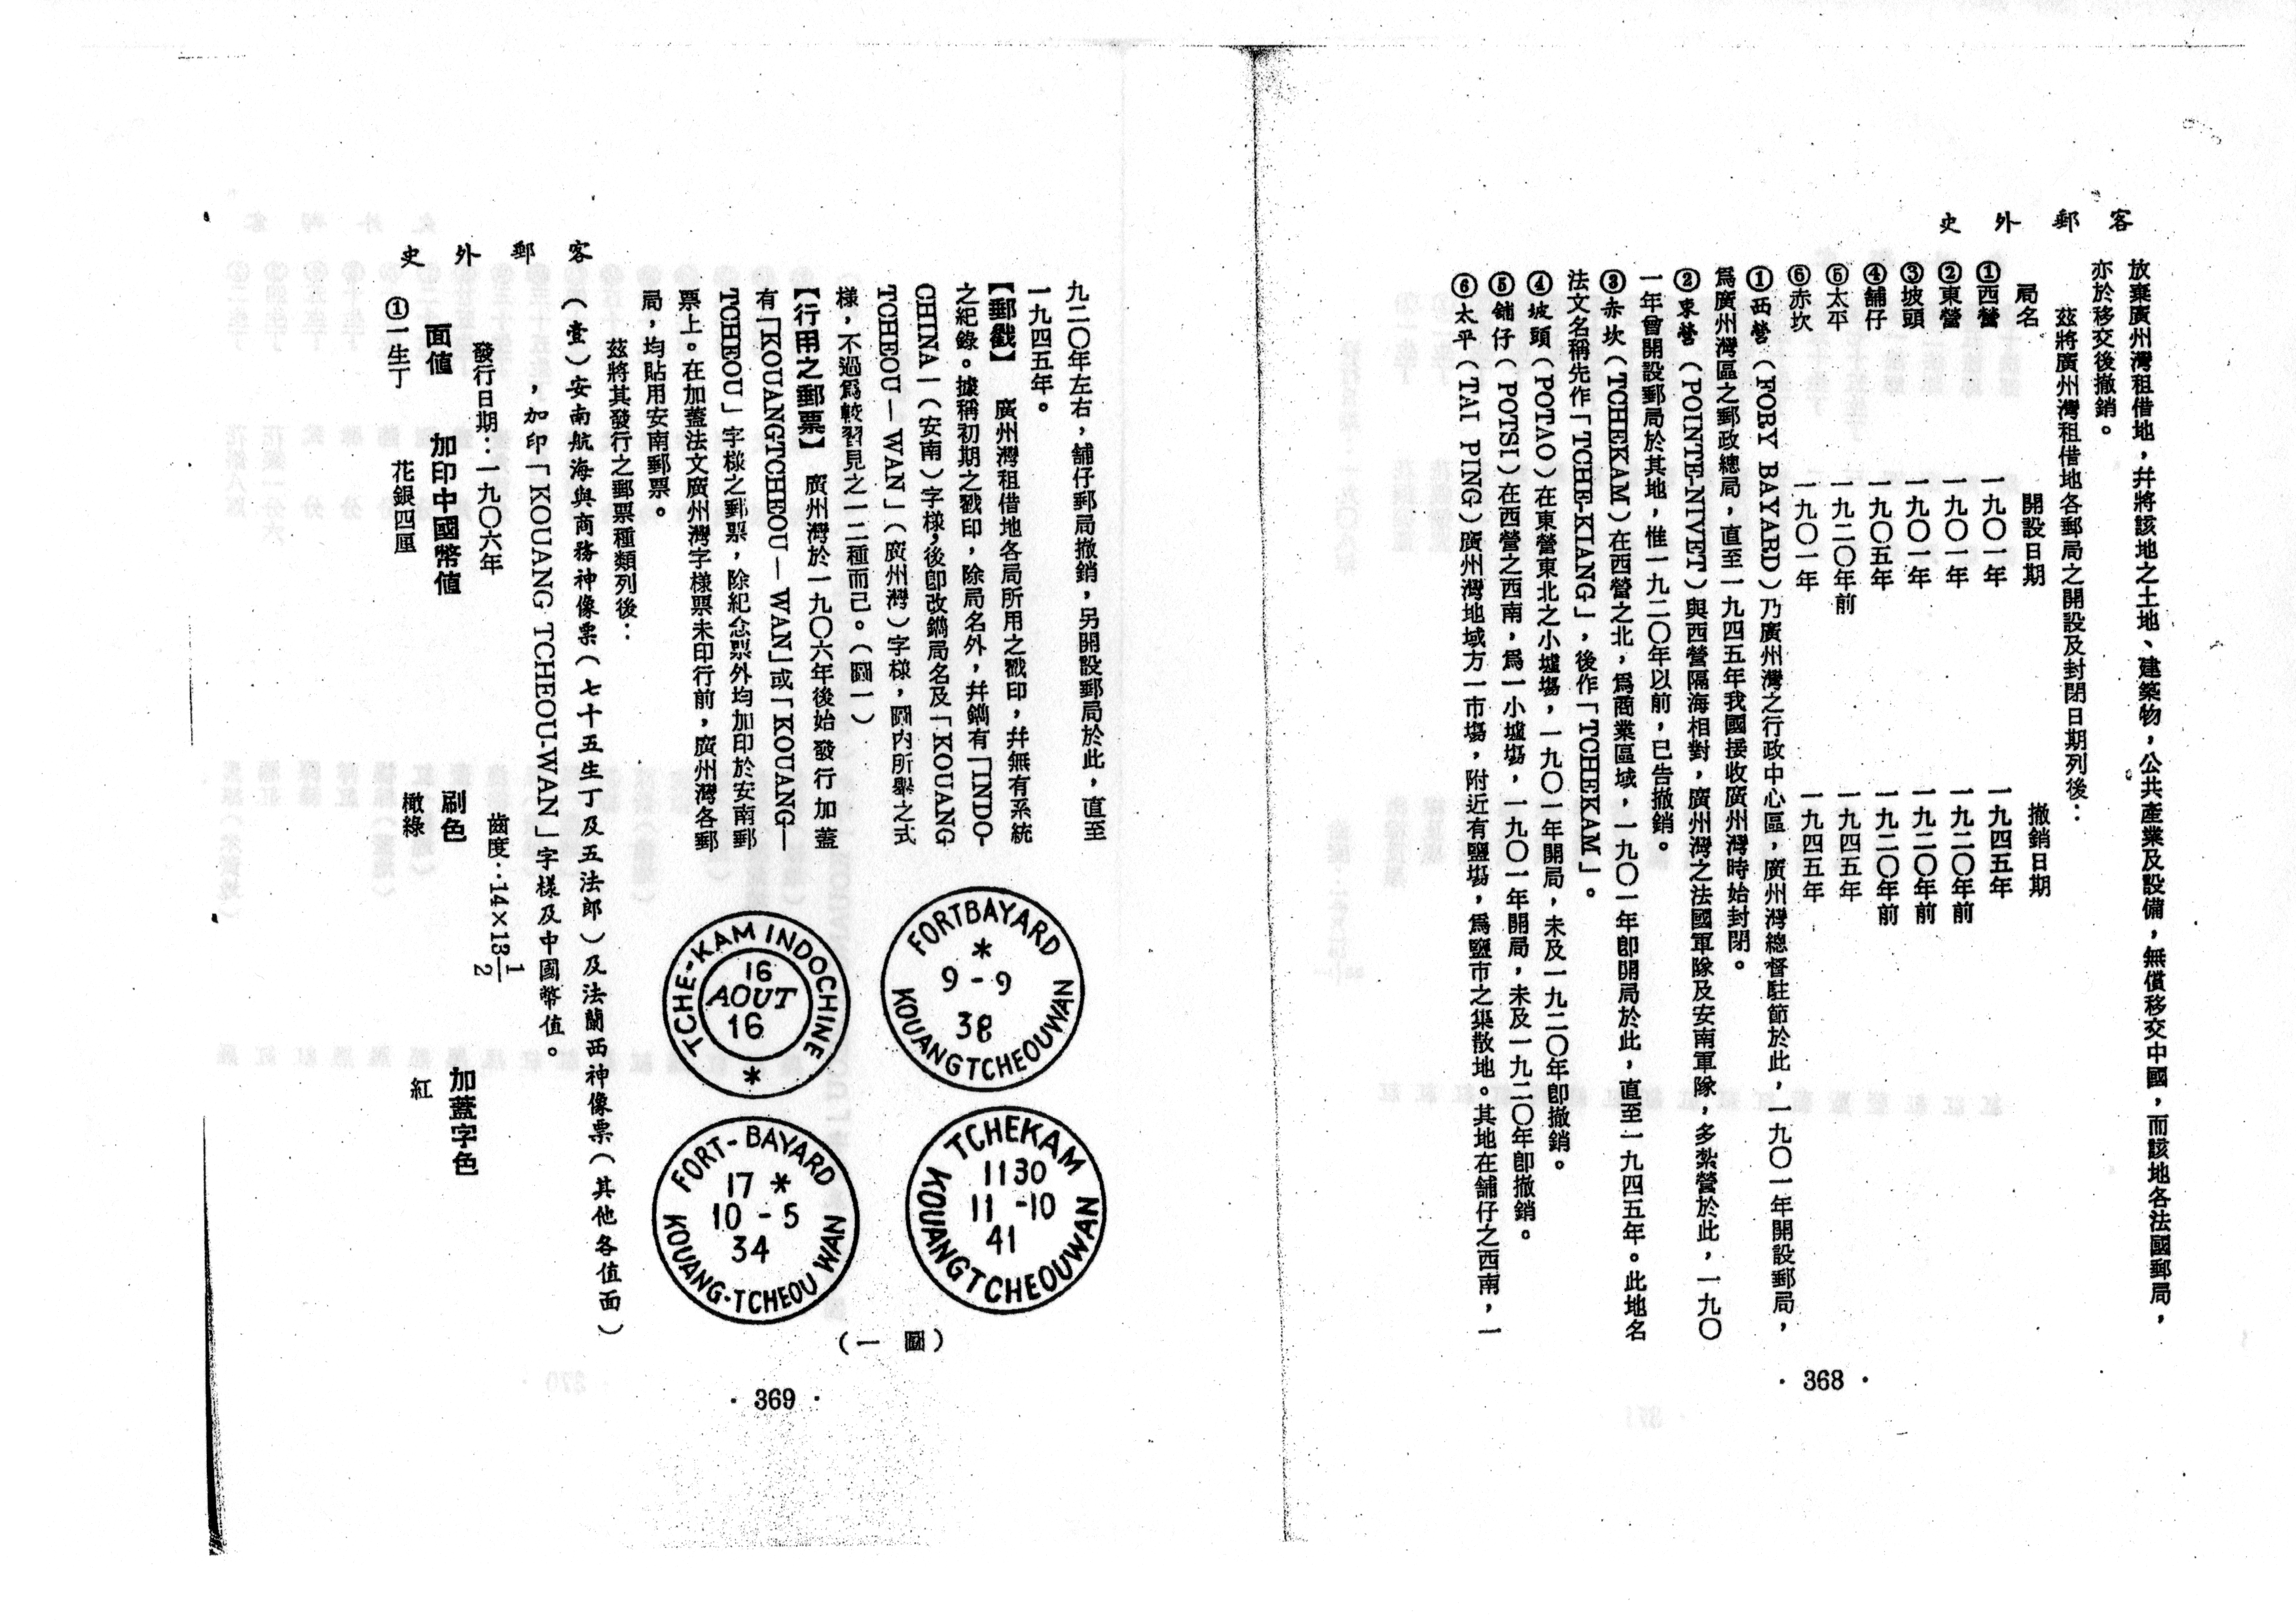 客郵外史
放棄廣州灣租借地，幷將該地之土地、建築物，公共產業及設備，無償移交中國，而該地各法國郵局，
亦於移交後撤銷。
茲將廣州灣租借地各郵局之開設及封閉日期列後：
局名　開設日期　撤銷日期
①西營　一九〇一年　一九四五年
②東營　一九〇一年　一九二〇年前
③坡頭　一九〇一年　一九二〇年前
④舖仔　一九〇五年　一九二〇年前
⑤太平　一九二〇年前　一九四五年
⑥赤坎　一九〇一年　一九四五年
①西營（FORY BAYARD）乃廣州灣之行政中心區，廣州灣總督駐節於此，一九〇一年開設郵局，
爲廣州灣區之郵政總局，直至一九四五年我國接收廣州灣時始封閉。
②東營（POINTE-NIVET）與西營隔海相對，廣州灣之法國軍隊及安南軍隊，多紮營於此，一九〇
一年曾開設郵局於其地，惟一九二〇年以前，已告撤銷。
③赤坎（TCHEKAM）在西營之北，爲商業區域，一九〇一年卽開局於此，直至一九四五年。此地名
法文名稱先作「TCHE-KIANG」，後作「TCHEKAM」。
④坡頭（POTAO）在東營東北之小墟塲，一九〇一年開局，未及一九二〇年卽撤銷。
⑤舖仔（POTSI）在西營之西南，爲一小墟塲，一九〇一年開局，未及一九二〇年卽撤銷。
⑥太平（TAI PING）廣州灣地域方一市塲，附近有鹽塲，爲鹽市之集散地。其地在舖仔之西南，一
· 368 ·
客郵外史
九二〇年左右，舖仔郵局撤銷，另開設郵局於此，直至
一九四五年。
【郵戳】　廣州灣租借地各局所用之戳印，幷無有系統
之紀錄。據稱初期之戳印，除局名外，幷鐫有「INDO-
CHINA—（安南）字樣，後卽改鐫局名及「KOUANG
TCHEOU—WAN」（廣州灣）字樣，圖內所舉之式
樣，不過爲較習見之一二種而已。（圖一）
【行用之郵票】　廣州灣於一九〇六年後始發行加蓋
有「KOUANGTCHEOU—WAN」或「KOUANG—
TCHEOU」字樣之郵票，除紀念票外均加印於安南郵
票上。在加蓋法文廣州灣字樣票未印行前，廣州灣各郵
局，均貼用安南郵票。
茲將其發行之郵票種類列後：
（壹）安南航海與商務神像票（七十五生丁及五法郎）及法蘭西神像票（其他各值面）
，加印「KOUANG TCHEOU-WAN」字樣及中國幣值。
發行日期：一九〇六年　齒度：14×13 1/2
面值　加印中國幣值　刷色　加蓋字色
①一生丁　花銀四厘　橄綠　紅
FORTBAYARD
*
9 - 9
38
KOUANGTCHEOUWAN
TCHEKAM
1130
11 - 10
41
KOUANGTCHEOUWAN
TCHE-KAM INDOCHINE
16
AOUT
16
*
FORT-BAYARD
17 *
10 - 5
34
KOUANG-TCHEOU WAN
（圖一）
· 369 ·